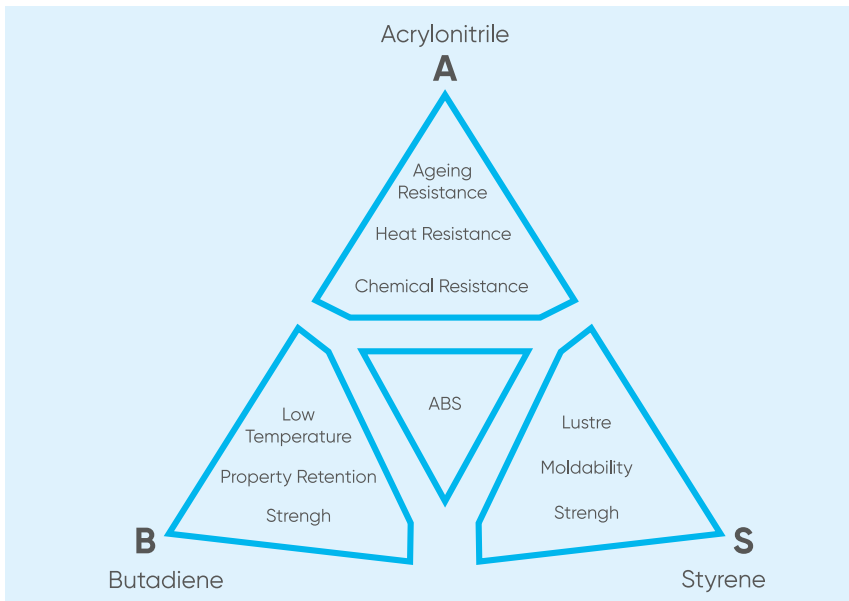 Acrylonitrile
A
Ageing
Resistance
Heat Resistance
Chemical Resistance
ABS
Low
Temperature
Property Retention
Strengh
B
Butadiene
Lustre
Moldability
Strengh
S
Styrene